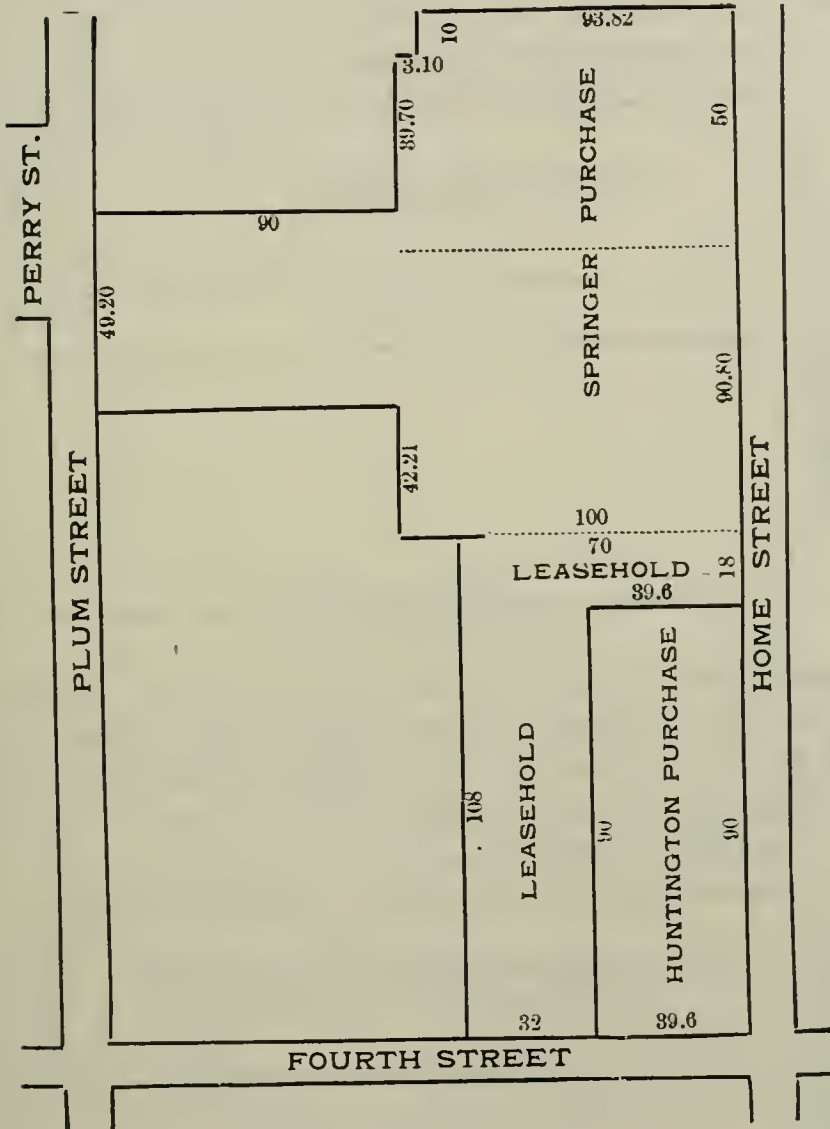 93.82
10
3.10
39.70
50
PERRY ST.
90
49.20
SPRINGER PURCHASE
90.80
42.21
PLUM STREET
HOME STREET
100
70
LEASEHOLD
18
39.6
108
LEASEHOLD
90
HUNTINGTON PURCHASE
90
32
39.6
FOURTH STREET